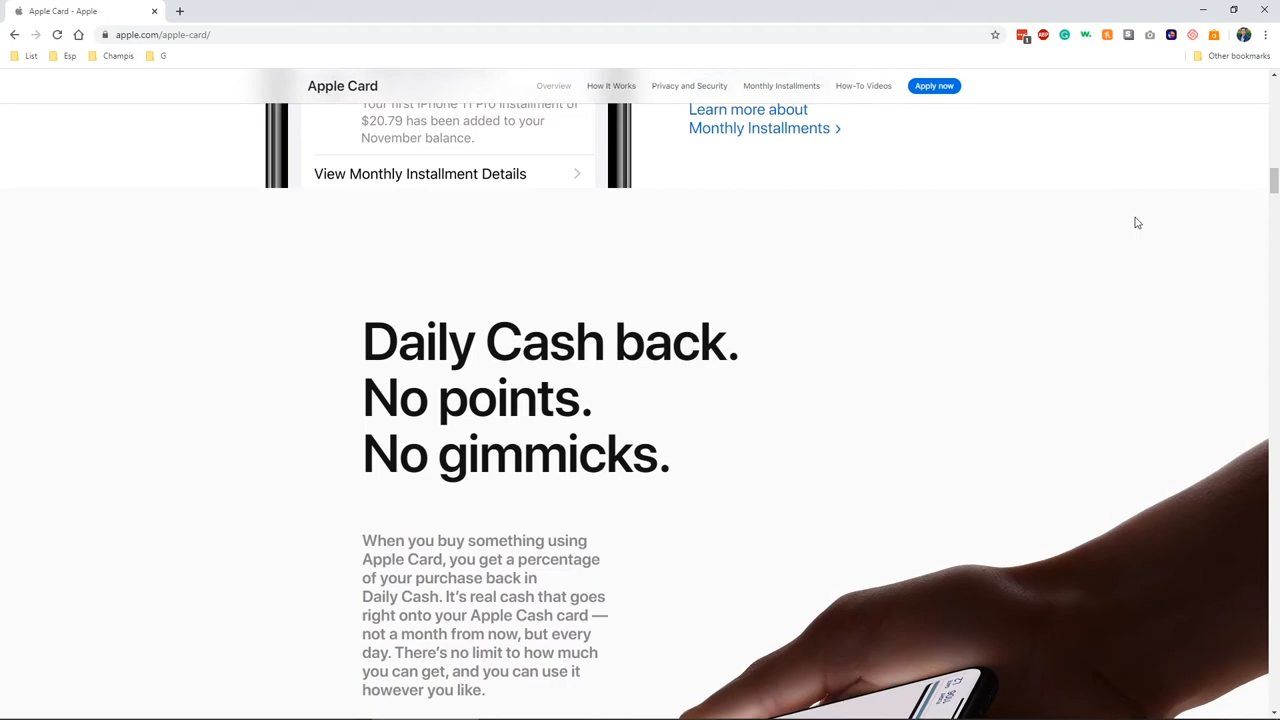 Apple Card - Apple
apple.com/apple-card/
List
Esp
Champis
G
Other bookmarks
Apple Card
Overview
How It Works
Privacy and Security
Monthly Installments
How-To Videos
Apply now
Your first iPhone 11 Pro installment of
$20.79 has been added to your
November balance.
View Monthly Installment Details
Learn more about
Monthly Installments
Daily Cash back.
No points.
No gimmicks.
When you buy something using
Apple Card, you get a percentage
of your purchase back in
Daily Cash. It’s real cash that goes
right onto your Apple Cash card —
not a month from now, but every
day. There’s no limit to how much
you can get, and you can use it
however you like.